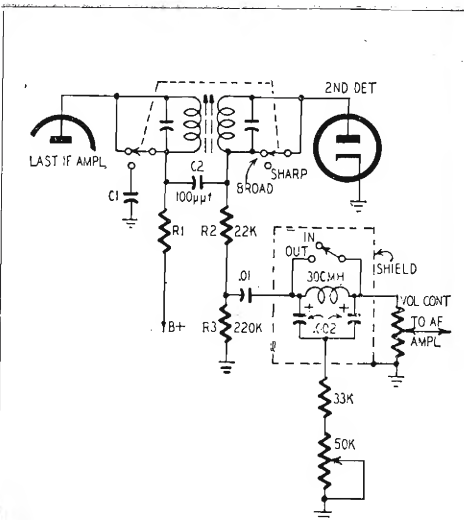 2ND DET
LAST IF AMPL
SHARP
BROAD
C1
C2
100µµf
R1
R2
22K
IN
OUT
SHIELD
30CMH
.01
VOL CONT
TO AF
AMPL
+
+
.002
B+
R3
220K
33K
50K